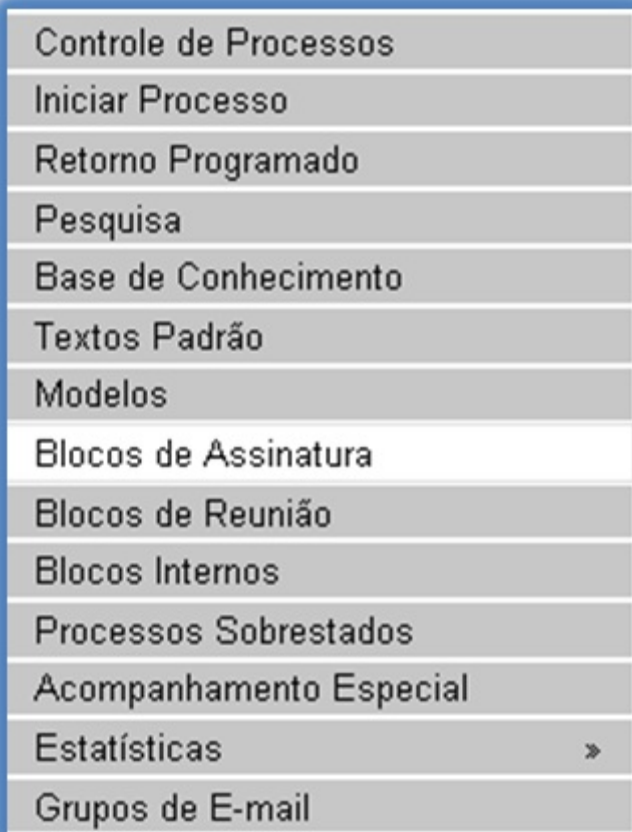 Controle de Processos
Iniciar Processo
Retorno Programado
Pesquisa
Base de Conhecimento
Textos Padrão
Modelos
Blocos de Assinatura
Blocos de Reunião
Blocos Internos
Processos Sobrestados
Acompanhamento Especial
Estatísticas »
Grupos de E-mail